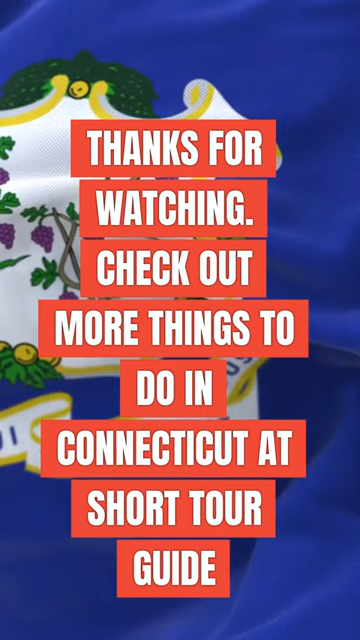 THANKS FOR
WATCHING.
CHECK OUT
MORE THINGS TO
DO IN
CONNECTICUT AT
SHORT TOUR
GUIDE